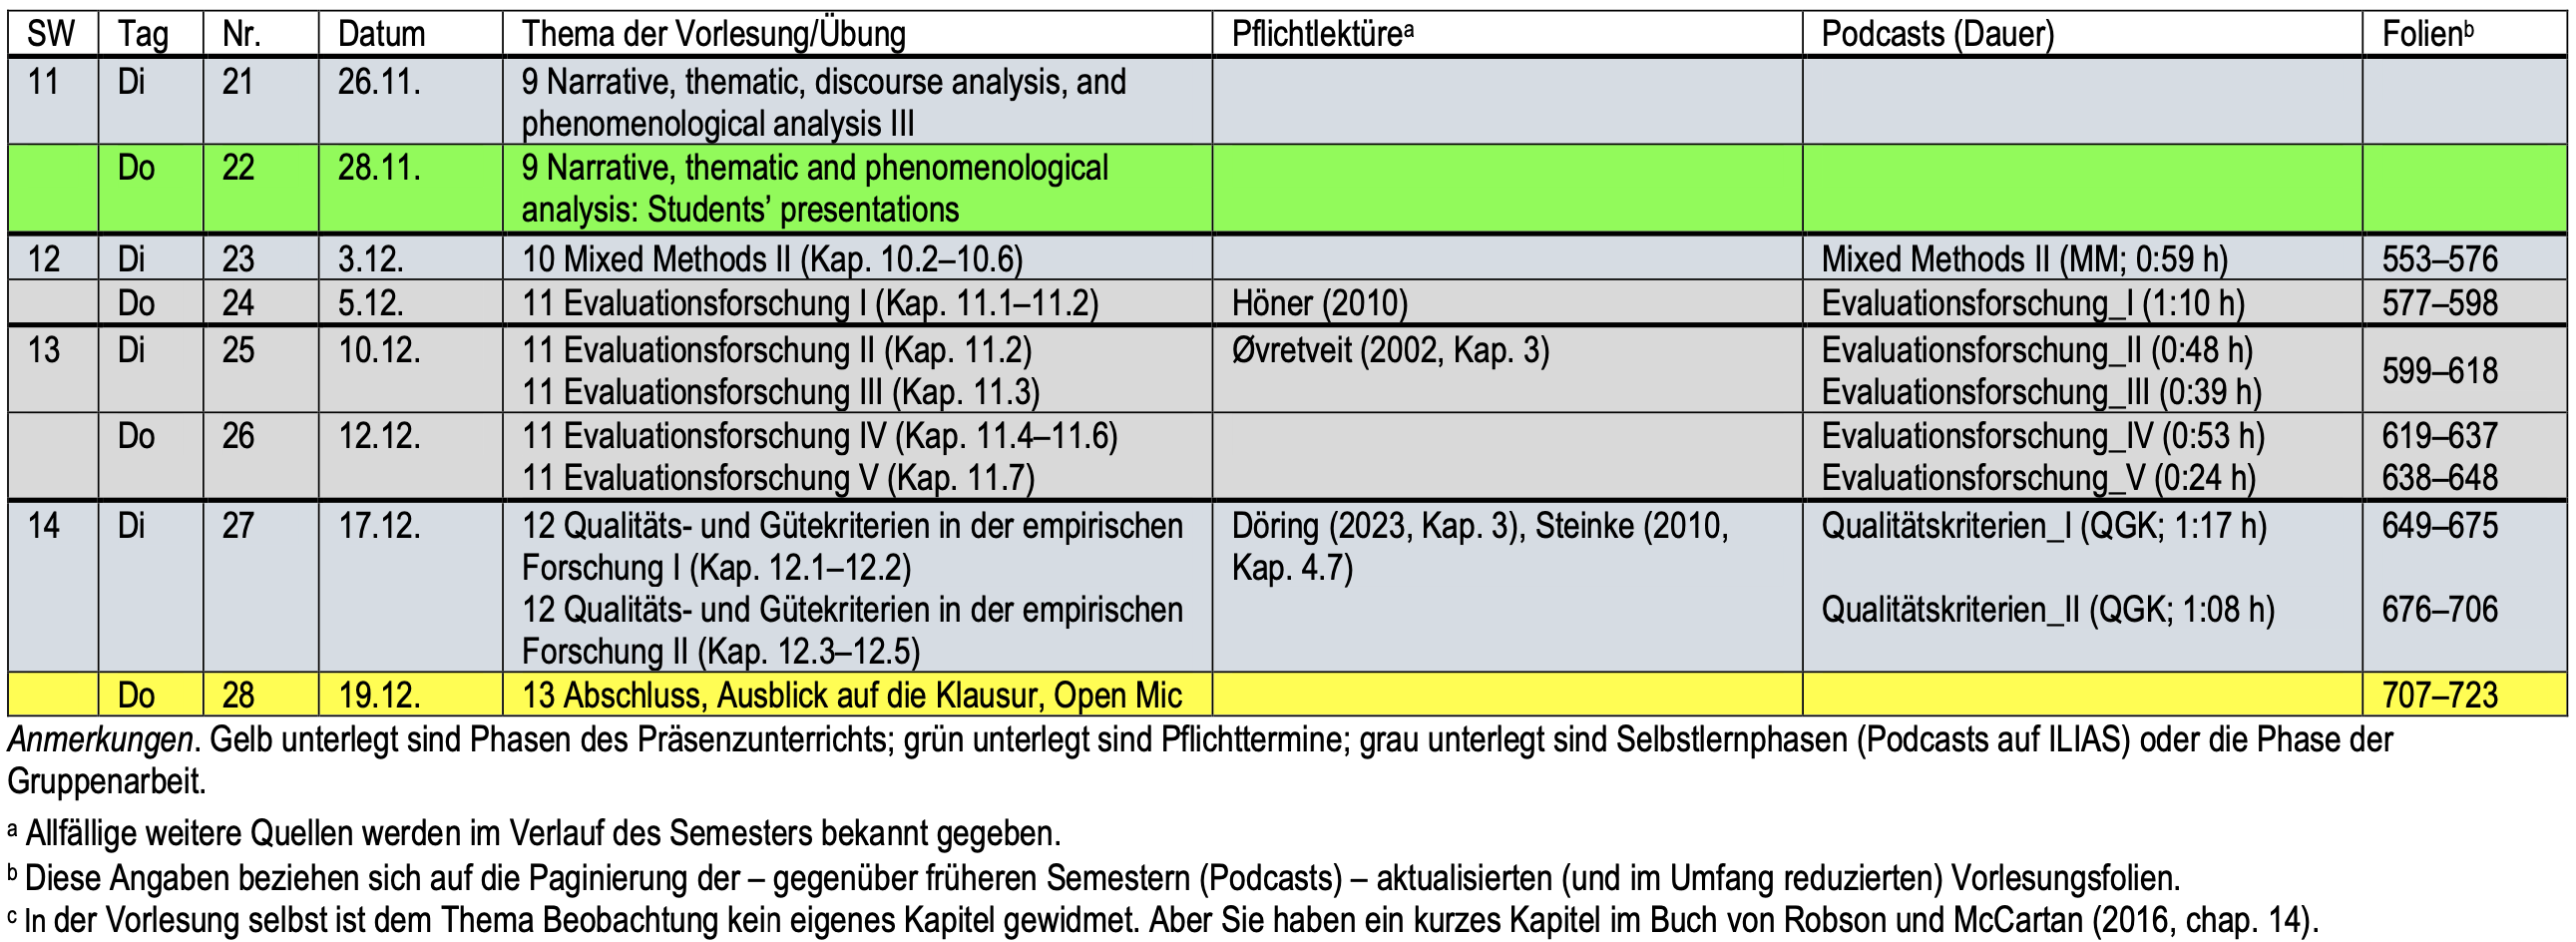 SW Tag Nr. Datum Thema der Vorlesung/Übung Pflichtlektüreᵃ Podcasts (Dauer) Folienᵇ
11 Di 21 26.11. 9 Narrative, thematic, discourse analysis, and
phenomenological analysis III
Do 22 28.11. 9 Narrative, thematic and phenomenological
analysis: Students’ presentations
12 Di 23 3.12. 10 Mixed Methods II (Kap. 10.2–10.6) Mixed Methods II (MM; 0:59 h) 553–576
Do 24 5.12. 11 Evaluationsforschung I (Kap. 11.1–11.2) Höner (2010) Evaluationsforschung_I (1:10 h) 577–598
13 Di 25 10.12. 11 Evaluationsforschung II (Kap. 11.2) Øvretveit (2002, Kap. 3) Evaluationsforschung_II (0:48 h) 599–618
11 Evaluationsforschung III (Kap. 11.3) Evaluationsforschung_III (0:39 h)
Do 26 12.12. 11 Evaluationsforschung IV (Kap. 11.4–11.6) Evaluationsforschung_IV (0:53 h) 619–637
11 Evaluationsforschung V (Kap. 11.7) Evaluationsforschung_V (0:24 h) 638–648
14 Di 27 17.12. 12 Qualitäts- und Gütekriterien in der empirischen Döring (2023, Kap. 3), Steinke (2010, Qualitätskriterien_I (QGK; 1:17 h) 649–675
Forschung I (Kap. 12.1–12.2) Kap. 4.7)
12 Qualitäts- und Gütekriterien in der empirischen Qualitätskriterien_II (QGK; 1:08 h) 676–706
Forschung II (Kap. 12.3–12.5)
Do 28 19.12. 13 Abschluss, Ausblick auf die Klausur, Open Mic 707–723
Anmerkungen. Gelb unterlegt sind Phasen des Präsenzunterrichts; grün unterlegt sind Pflichttermine; grau unterlegt sind Selbstlernphasen (Podcasts auf ILIAS) oder die Phase der
Gruppenarbeit.
ᵃ Allfällige weitere Quellen werden im Verlauf des Semesters bekannt gegeben.
ᵇ Diese Angaben beziehen sich auf die Paginierung der – gegenüber früheren Semestern (Podcasts) – aktualisierten (und im Umfang reduzierten) Vorlesungsfolien.
ᶜ In der Vorlesung selbst ist dem Thema Beobachtung kein eigenes Kapitel gewidmet. Aber Sie haben ein kurzes Kapitel im Buch von Robson und McCartan (2016, chap. 14).